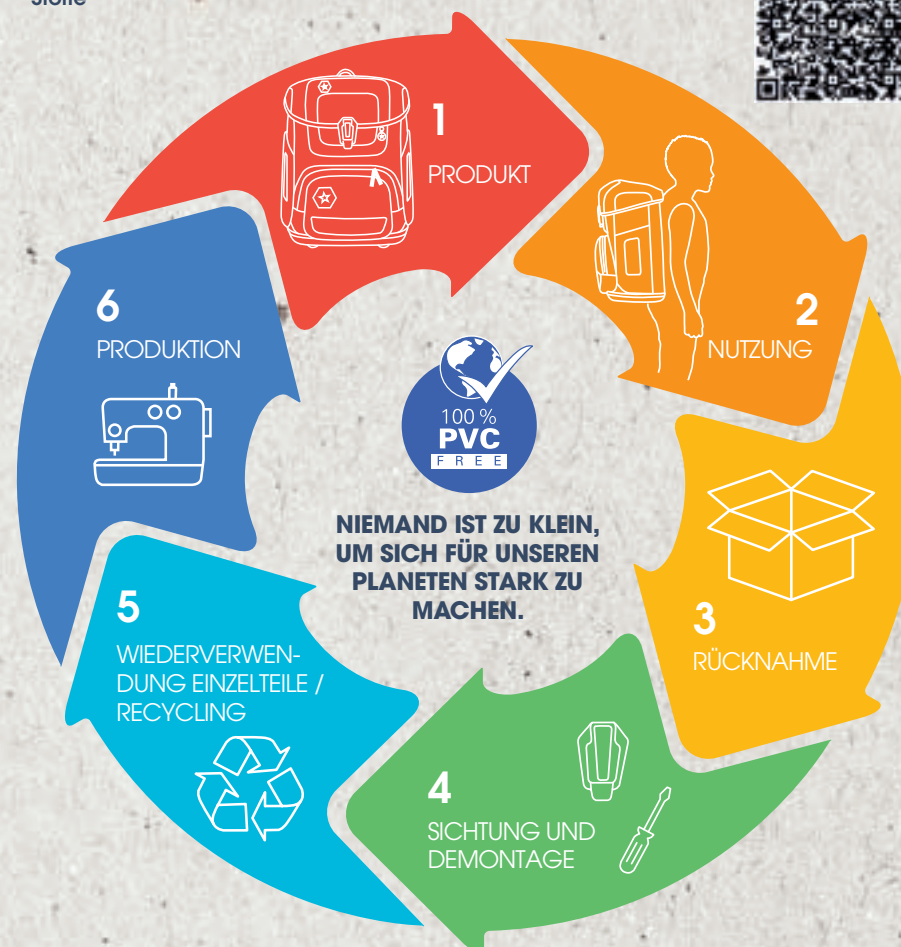 1
PRODUKT
2
NUTZUNG
3
RÜCKNAHME
4
SICHTUNG UND
DEMONTAGE
5
WIEDERVERWEN-
DUNG EINZELTEILE /
RECYCLING
6
PRODUKTION
100 %
PVC
FREE
NIEMAND IST ZU KLEIN,
UM SICH FÜR UNSEREN
PLANETEN STARK ZU
MACHEN.